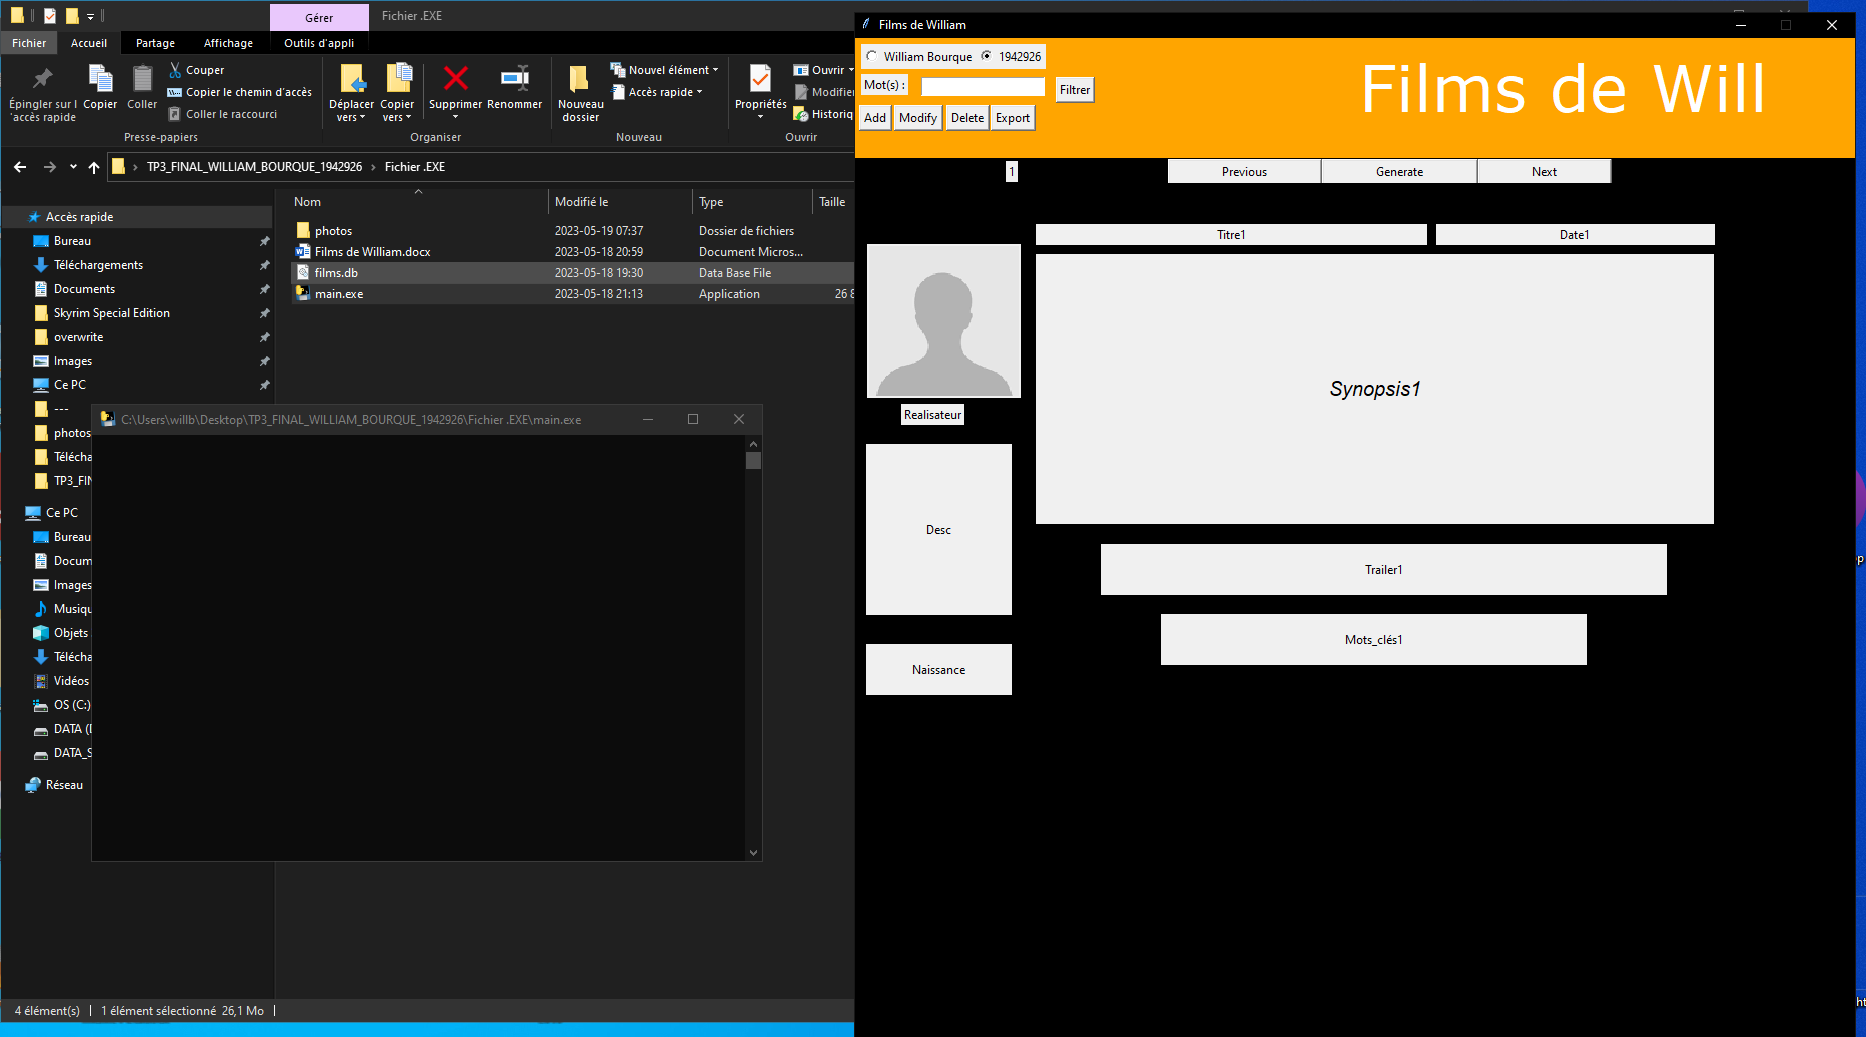 Gérer
Fichier .EXE
Fichier
Accueil
Partage
Affichage
Outils d'appli
Épingler sur l
'accès rapide
Copier
Coller
Couper
Copier le chemin d'accès
Coller le raccourci
Presse-papiers
Déplacer
vers
Copier
vers
Supprimer
Renommer
Organiser
Nouveau
dossier
Nouvel élément
Accès rapide
Nouveau
Propriétés
Ouvrir
Modifier
Historiq
Ouvrir
TP3_FINAL_WILLIAM_BOURQUE_1942926 > Fichier .EXE
Nom
Modifié le
Type
Taille
photos
2023-05-19 07:37
Dossier de fichiers
Films de William.docx
2023-05-18 20:59
Document Micros...
films.db
2023-05-18 19:30
Data Base File
main.exe
2023-05-18 21:13
Application
26 8
Accès rapide
Bureau
Téléchargements
Documents
Skyrim Special Edition
overwrite
Images
Ce PC
---
photos
Télécha
TP3_FIN
Ce PC
Bureau
Docum
Images
Musiqu
Objets
Télécha
Vidéos
OS (C:)
DATA (
DATA_S
Réseau
4 élément(s)
1 élément sélectionné 26,1 Mo
C:\Users\willb\Desktop\TP3_FINAL_WILLIAM_BOURQUE_1942926\Fichier .EXE\main.exe
Films de William
William Bourque
1942926
Mot(s) :
Filtrer
Add
Modify
Delete
Export
Films de Will
1
Previous
Generate
Next
Titre1
Date1
Synopsis1
Realisateur
Desc
Trailer1
Mots_clés1
Naissance
op
ht